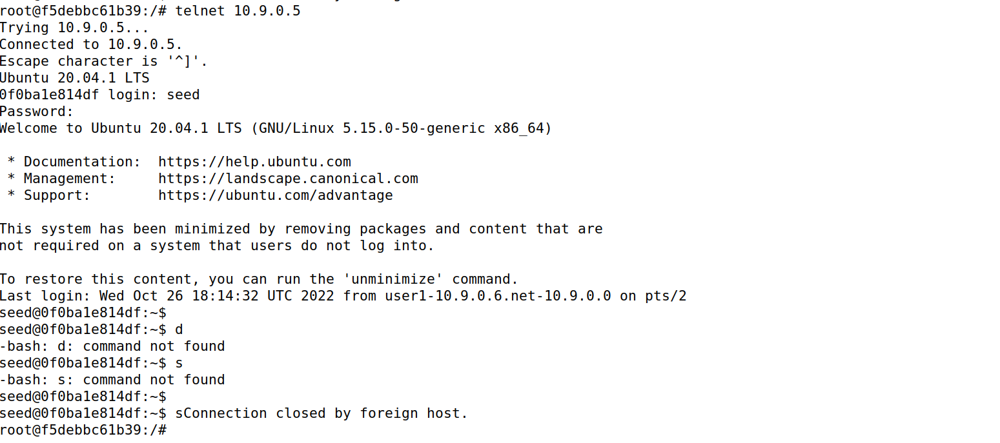 root@f5debbc61b39:/# telnet 10.9.0.5
Trying 10.9.0.5...
Connected to 10.9.0.5.
Escape character is '^]'.
Ubuntu 20.04.1 LTS
0f0ba1e814df login: seed
Password:
Welcome to Ubuntu 20.04.1 LTS (GNU/Linux 5.15.0-50-generic x86_64)

 * Documentation:  https://help.ubuntu.com
 * Management:     https://landscape.canonical.com
 * Support:        https://ubuntu.com/advantage

This system has been minimized by removing packages and content that are
not required on a system that users do not log into.

To restore this content, you can run the 'unminimize' command.
Last login: Wed Oct 26 18:14:32 UTC 2022 from user1-10.9.0.6.net-10.9.0.0 on pts/2
seed@0f0ba1e814df:~$
seed@0f0ba1e814df:~$ d
-bash: d: command not found
seed@0f0ba1e814df:~$ s
-bash: s: command not found
seed@0f0ba1e814df:~$
seed@0f0ba1e814df:~$ sConnection closed by foreign host.
root@f5debbc61b39:/#